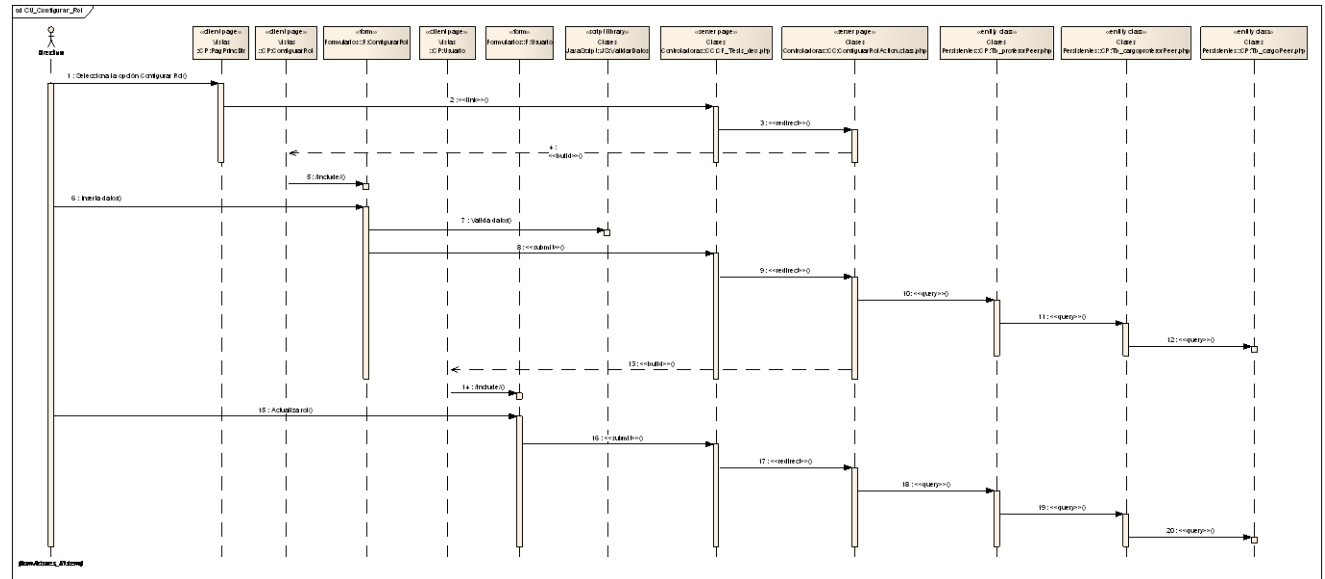 sd CU_Configurar_Rol
Directivo
«client page»
Vistas
::CP:PagPrincDir
«client page»
Vistas
::CP:ConfigurarRol
«form»
Formularios::F:ConfigurarRol
«client page»
Vistas
::CP:Usuario
«form»
Formularios::F:Usuario
«script library»
Clases
JavaScript::JS:ValidarDatos
«server page»
Clases
Controladoras::CC:CF_Tesis_dev.php
«server page»
Clases
Controladoras::CC:ConfigurarRolAction.class.php
«entity class»
Clases
Persistentes::CP:Tb_profesorPeer.php
«entity class»
Clases
Persistentes::CP:Tb_cargoprofesorPeer.php
«entity class»
Clases
Persistentes::CP:Tb_cargoPeer.php
1 : Selecciona la opción Configurar Rol()
2 : <<link>>()
3 : <<redirect>>()
4 :
<<build>>()
5 : /include/()
6 : Inserta datos()
7 : Valida datos()
8 : <<submit>>()
9 : <<redirect>>()
10 : <<query>>()
11 : <<query>>()
12 : <<query>>()
13 : <<build>>()
14 : /include/()
15 : Actualiza rol()
16 : <<submit>>()
17 : <<redirect>>()
18 : <<query>>()
19 : <<query>>()
20 : <<query>>()